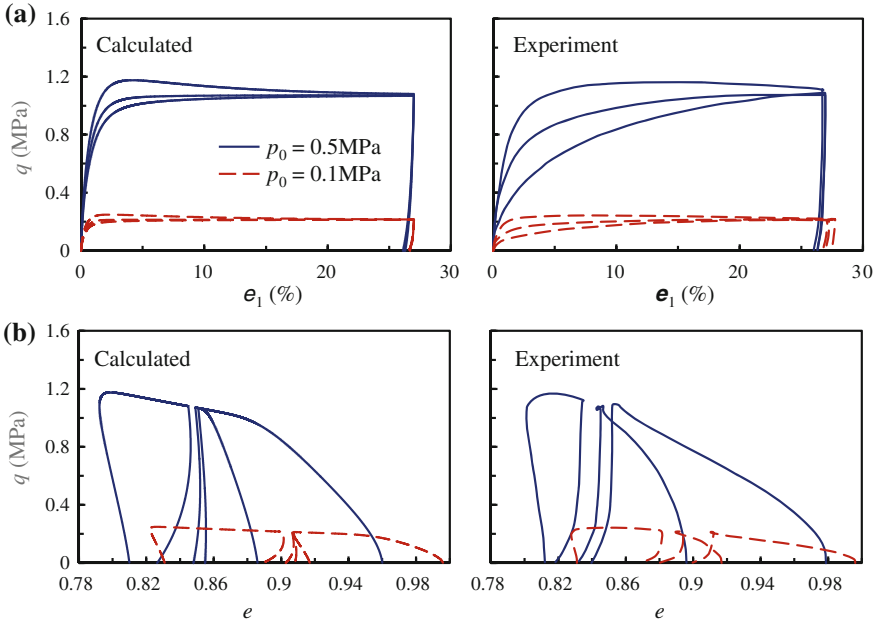 (a)
Calculated
Experiment
q (MPa)
1.6
1.2
0.8
0.4
0
p₀ = 0.5MPa
p₀ = 0.1MPa
0 10 20 30
0 10 20 30
e₁ (%)
e₁ (%)
(b)
Calculated
Experiment
q (MPa)
1.6
1.2
0.8
0.4
0
0.78 0.82 0.86 0.9 0.94 0.98
0.78 0.82 0.86 0.9 0.94 0.98
e
e